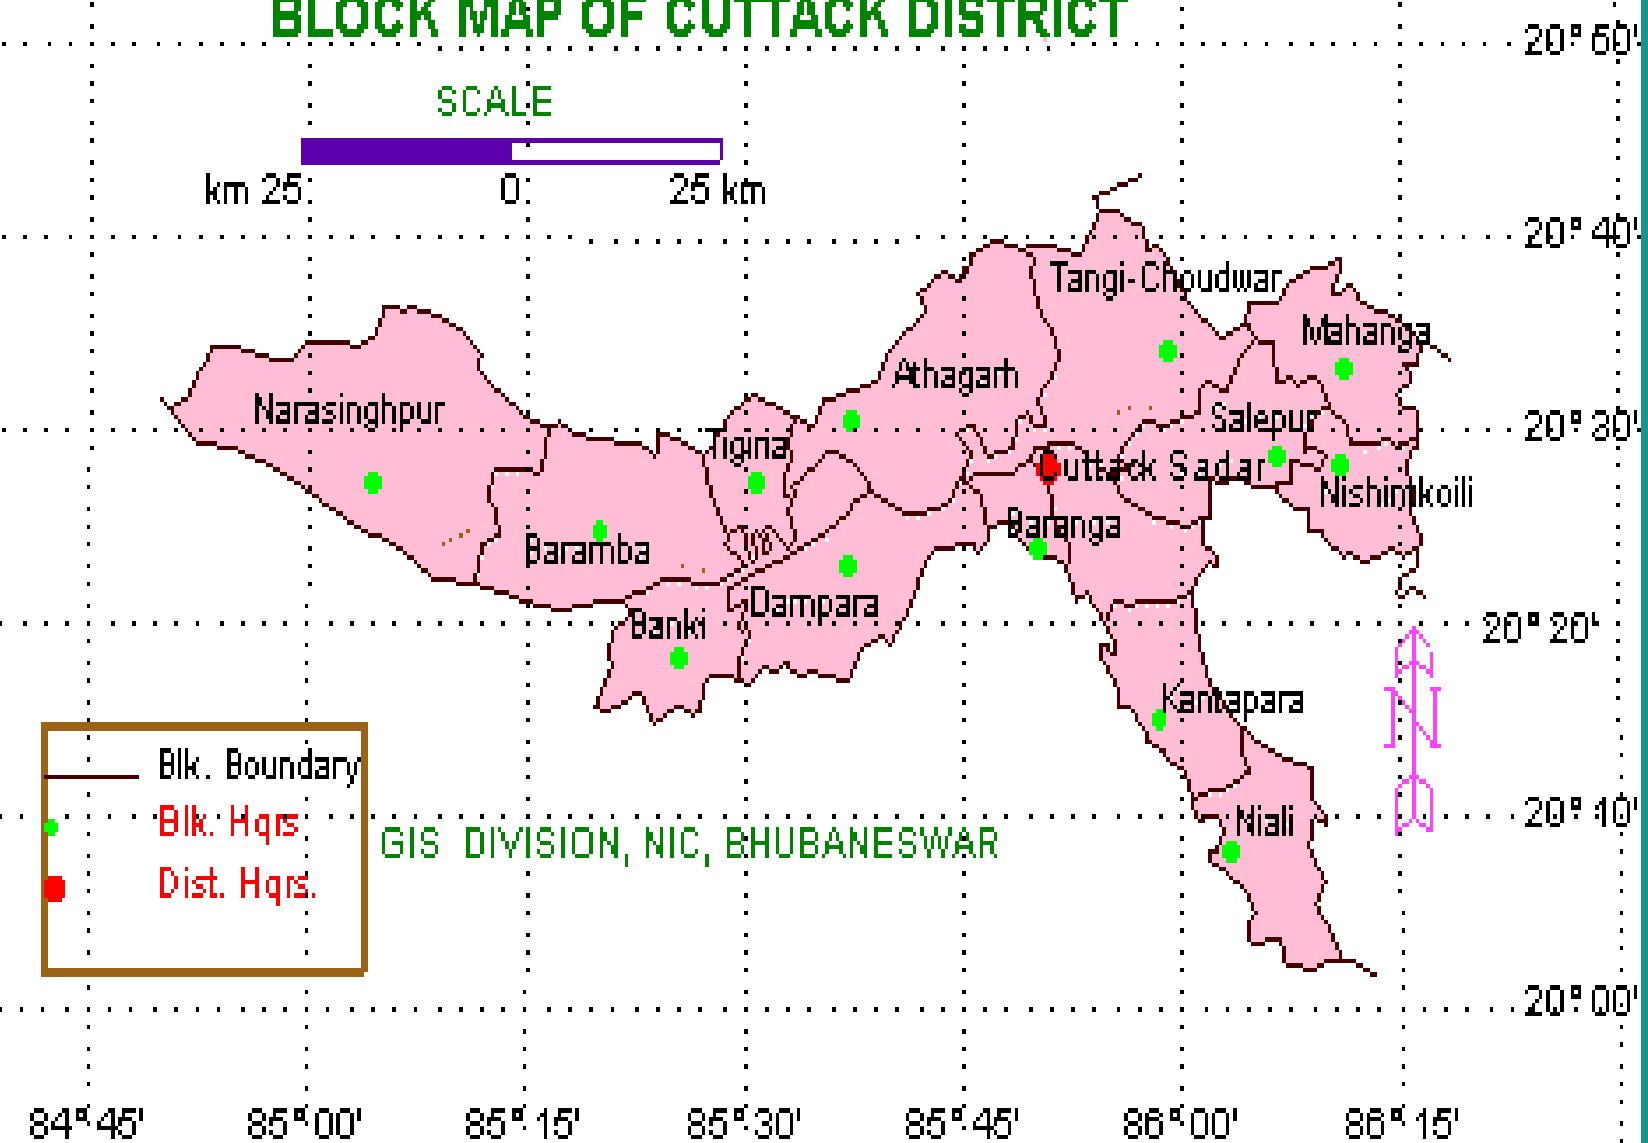 BLOCK MAP OF CUTTACK DISTRICT
20° 50'
SCALE
km 25 0 25 km
20° 40'
Tangi-Choudwar
Mahanga
Athagarh
Narasinghpur
Salepur
20° 30'
Tigiria
Cuttack Sadar
Nishintkoili
Baranga
Baramba
Dampara
Banki
20° 20'
Kantapara
N
Blk. Boundary
Blk. Hqrs
Niali
20° 10'
GIS DIVISION, NIC, BHUBANESWAR
Dist. Hqrs.
20° 00'
84° 45' 85° 00' 85° 15' 85° 30' 85° 45' 86° 00' 86° 15'